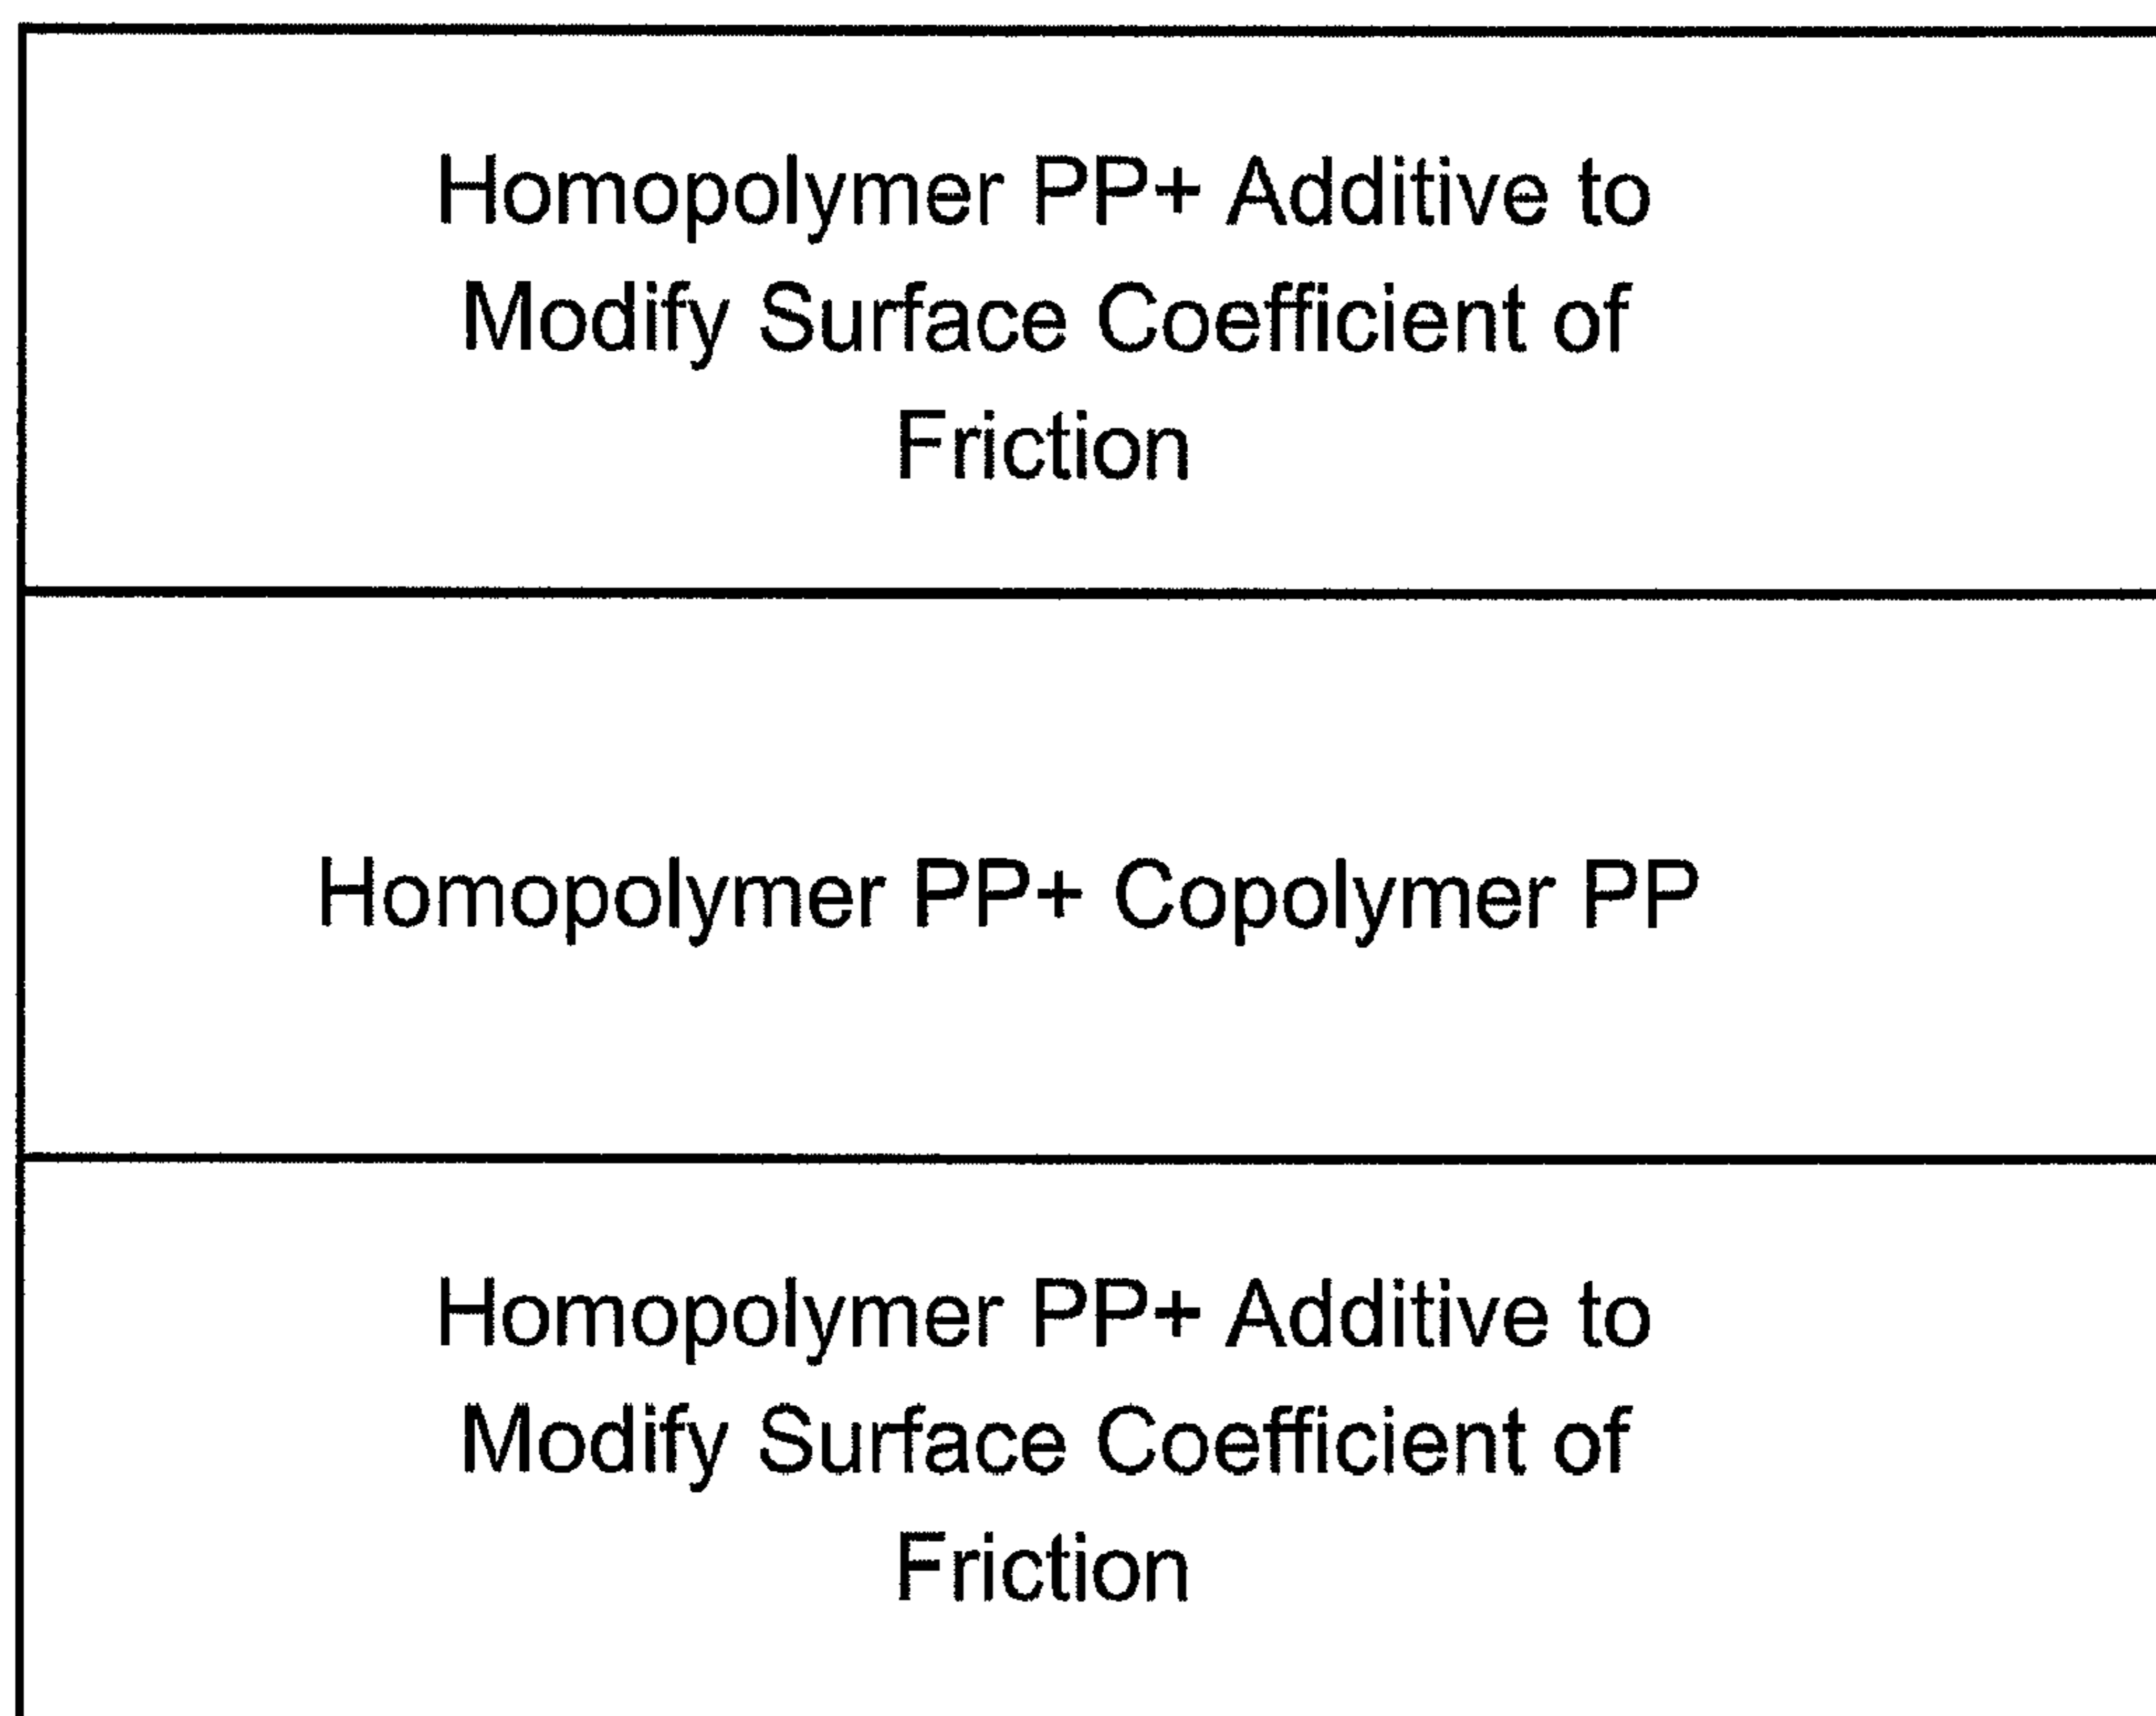 Homopolymer PP+ Additive to
Modify Surface Coefficient of
Friction
Homopolymer PP+ Copolymer PP
Homopolymer PP+ Additive to
Modify Surface Coefficient of
Friction